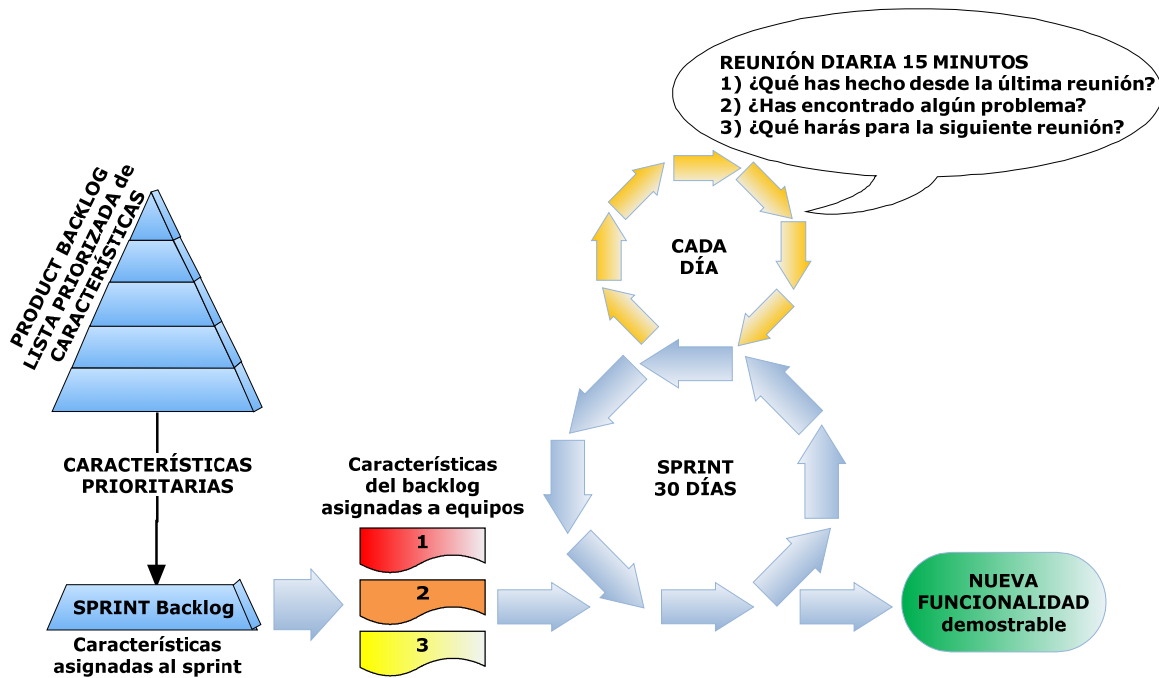 PRODUCT BACKLOG
LISTA PRIORIZADA de
CARACTERÍSTICAS
CARACTERÍSTICAS
PRIORITARIAS
SPRINT Backlog
Características
asignadas al sprint
Características
del backlog
asignadas a equipos
1
2
3
REUNIÓN DIARIA 15 MINUTOS
1) ¿Qué has hecho desde la última reunión?
2) ¿Has encontrado algún problema?
3) ¿Qué harás para la siguiente reunión?
CADA
DÍA
SPRINT
30 DÍAS
NUEVA
FUNCIONALIDAD
demostrable